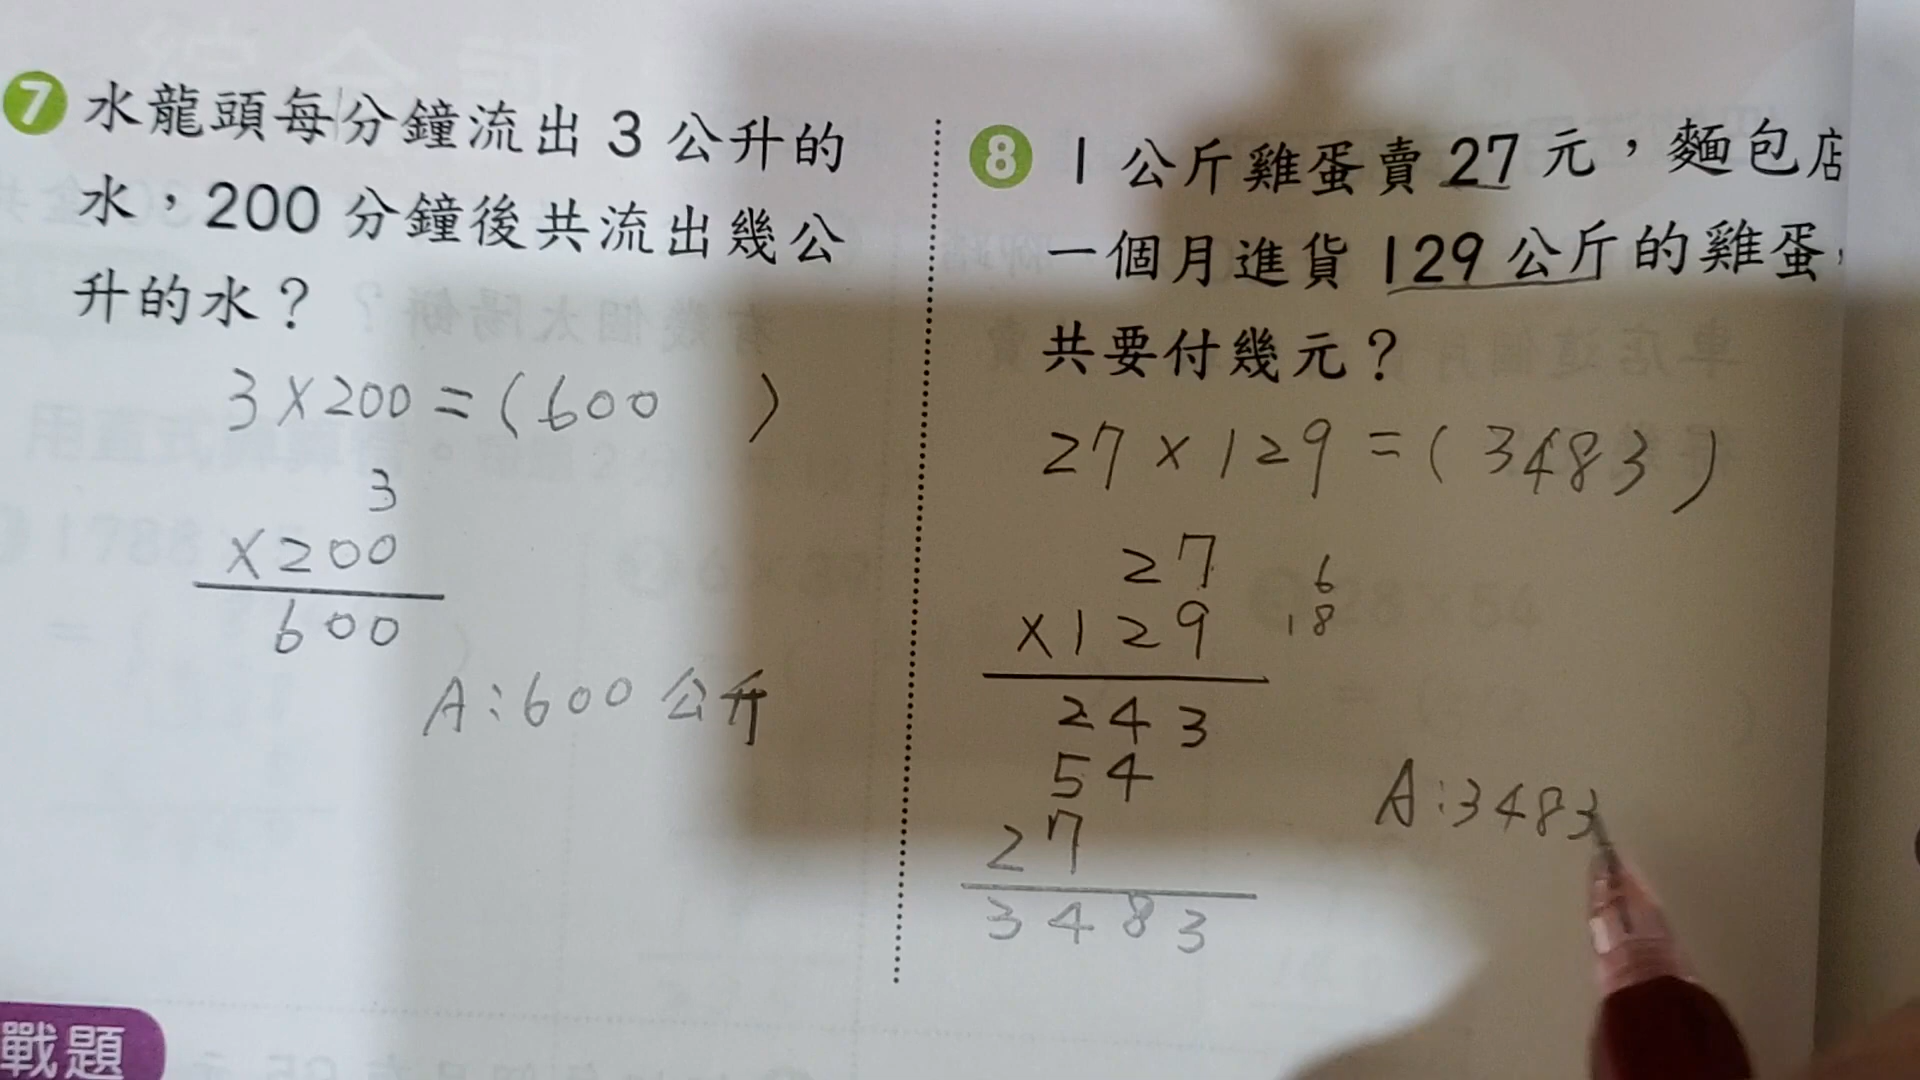 7 水龍頭每分鐘流出 3 公升的
水，200 分鐘後共流出幾公
升的水？
3×200=(600 )
3
×200
600
A:600公升
8 1 公斤雞蛋賣 27 元，麵包店
一個月進貨 129 公斤的雞蛋，
共要付幾元？
27×129=(3483)
27 6
×129 18
243
54
27
3483
A:3483
戰題